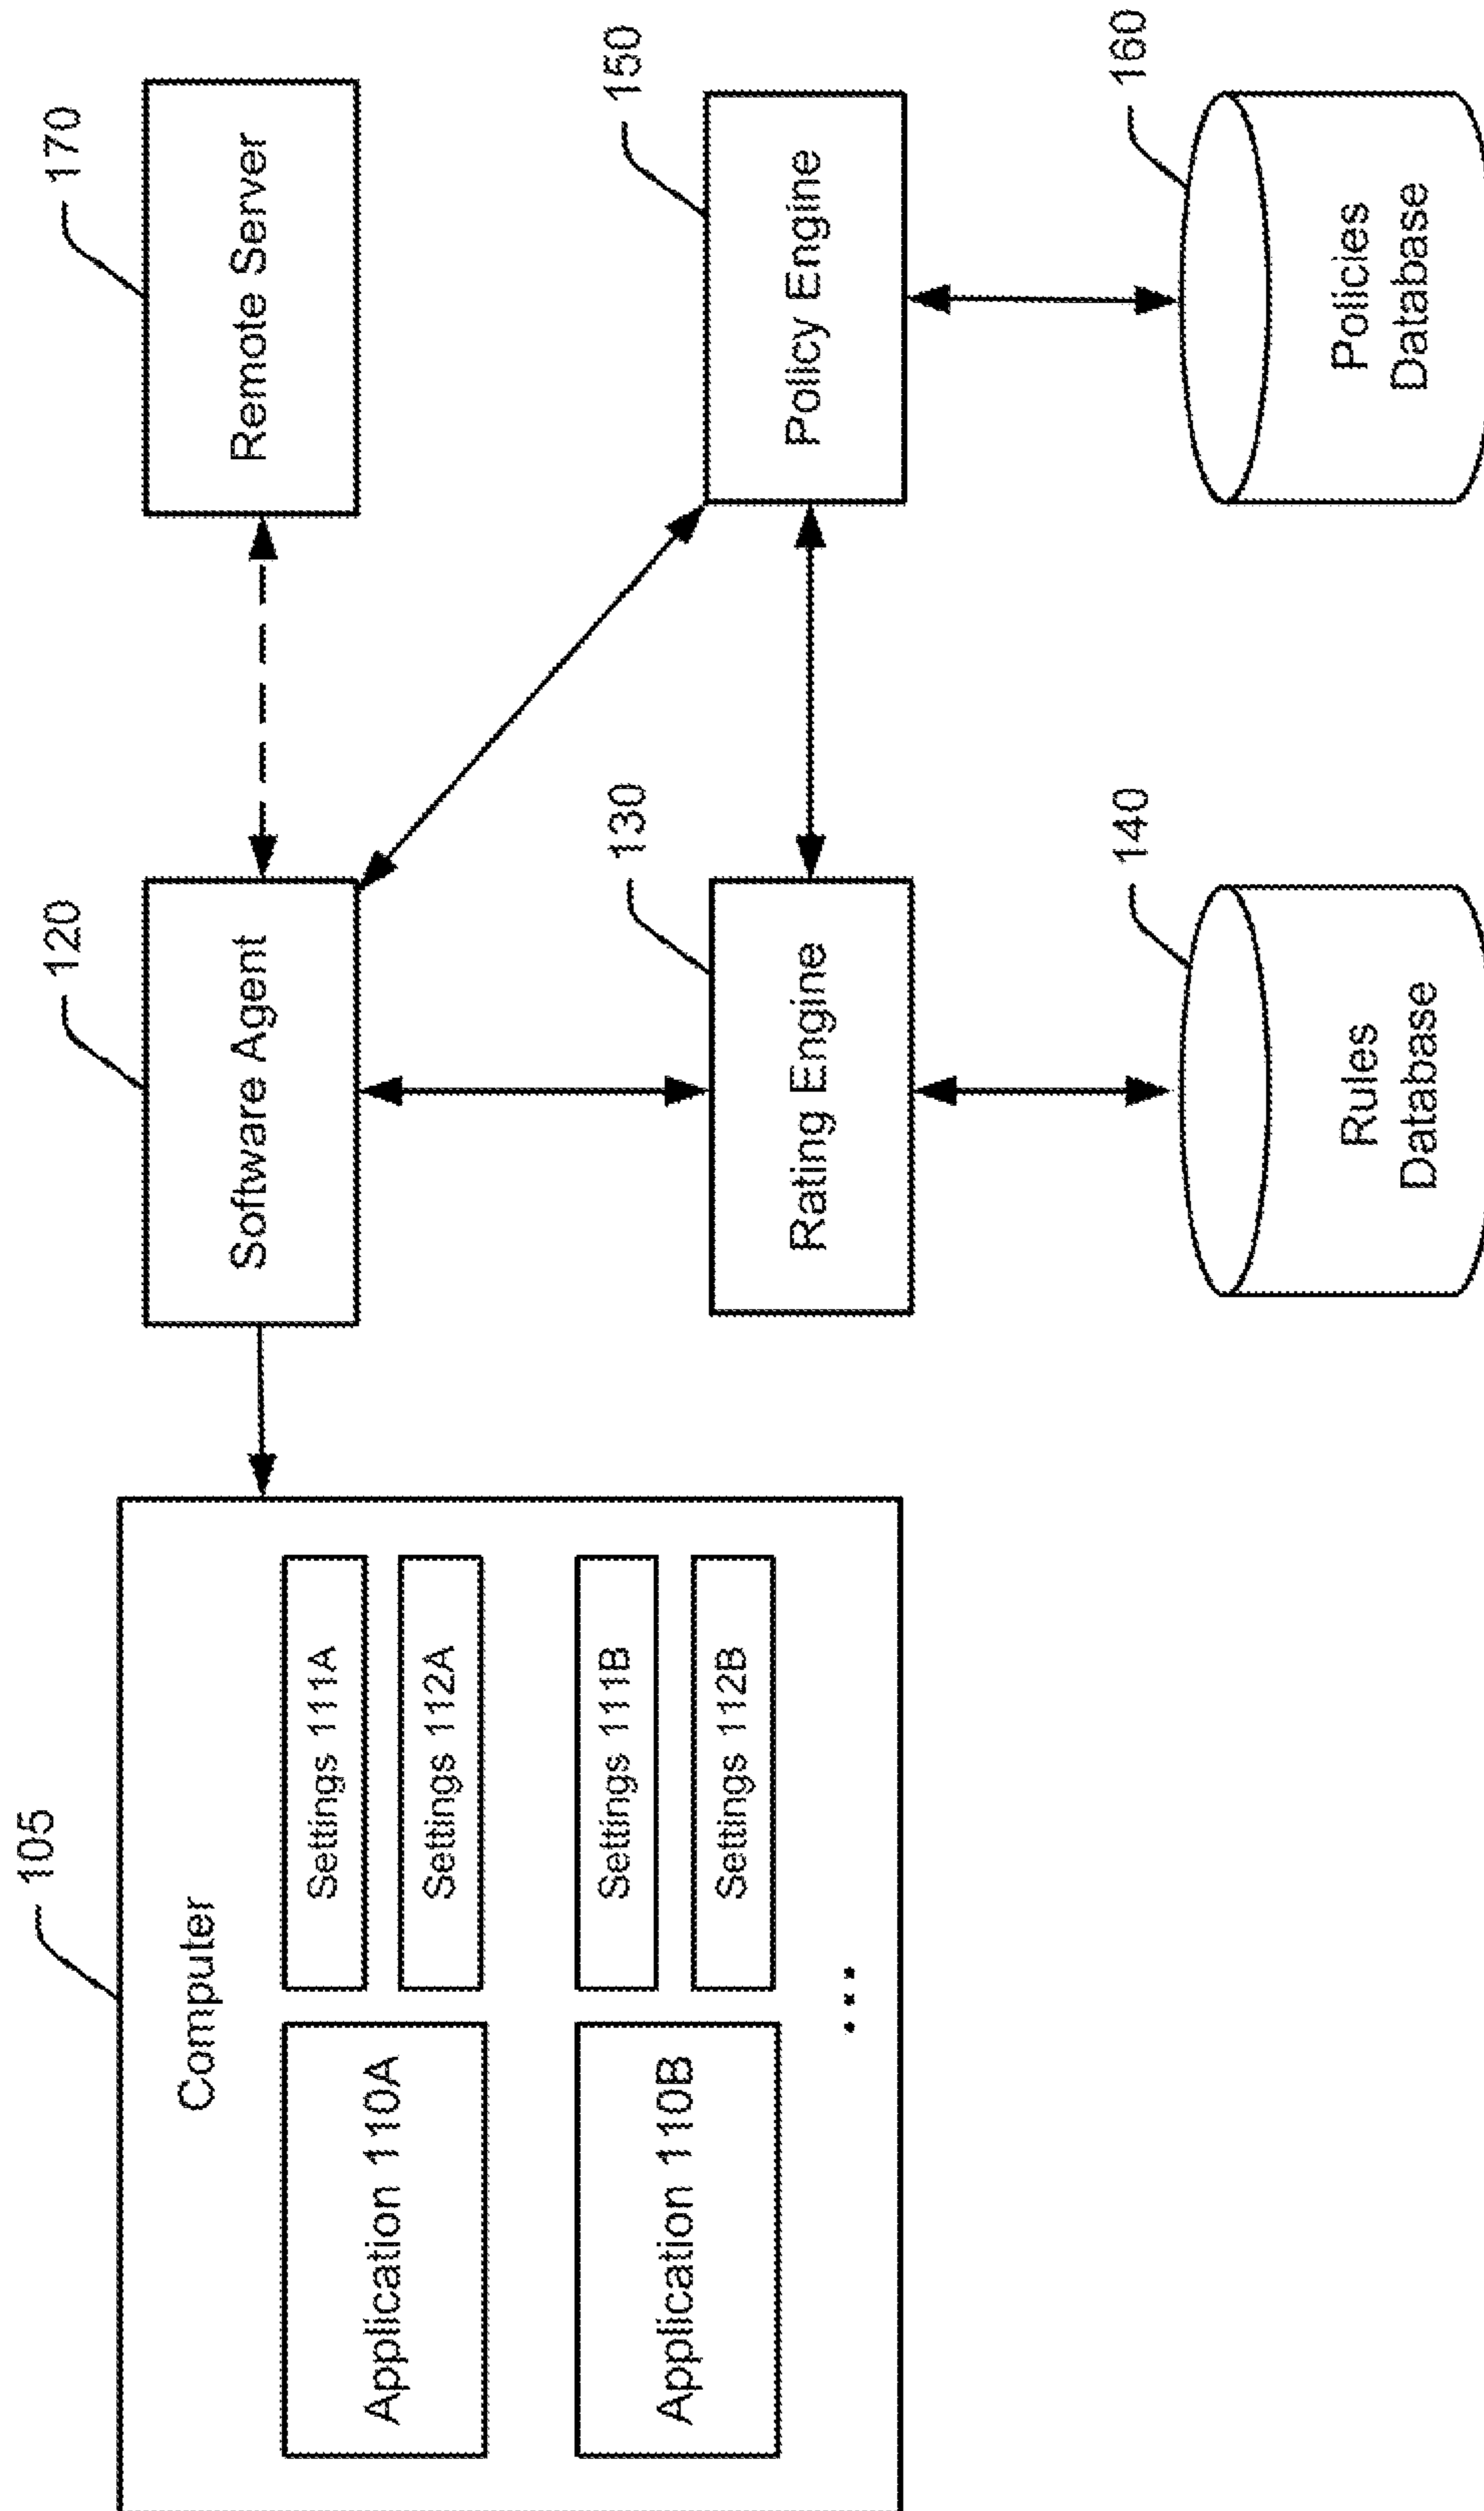 105
Computer
Application 110A
Settings 111A
Settings 112A
Application 110B
Settings 111B
Settings 112B
...
120
Software Agent
170
Remote Server
130
Rating Engine
150
Policy Engine
140
Rules
Database
160
Policies
Database